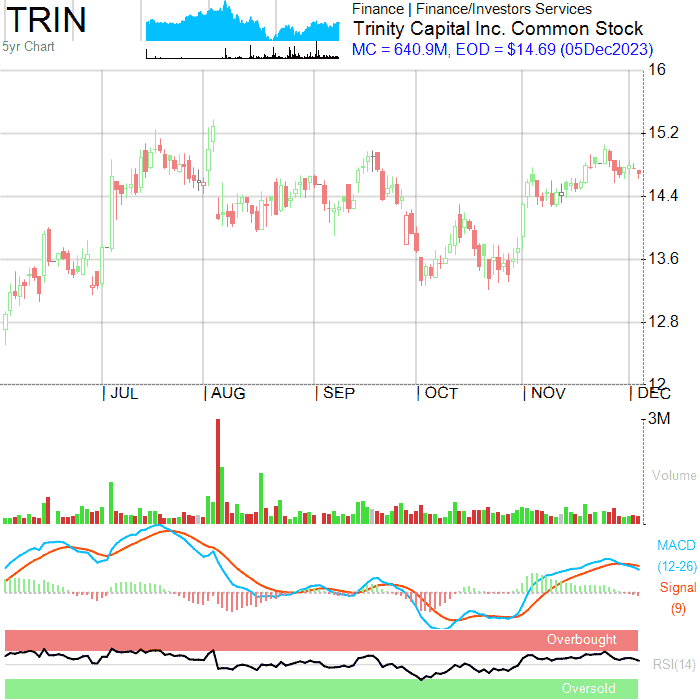 TRIN
5yr Chart
Finance | Finance/Investors Services
Trinity Capital Inc. Common Stock
MC = 640.9M, EOD = $14.69 (05Dec2023)
16
15.2
14.4
13.6
12.8
12
| JUL | AUG | SEP | OCT | NOV | DEC
3M
Volume
MACD
(12-26)
Signal
(9)
Overbought
RSI(14)
Oversold